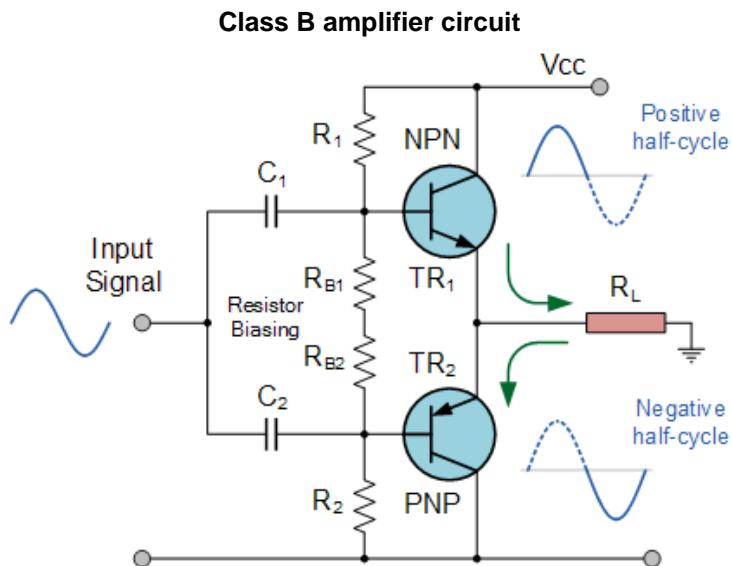 Class B amplifier circuit
Vcc
R1
NPN
Positive
half-cycle
C1
Input
Signal
RB1
TR1
RL
Resistor
Biasing
RB2
TR2
C2
Negative
half-cycle
R2
PNP